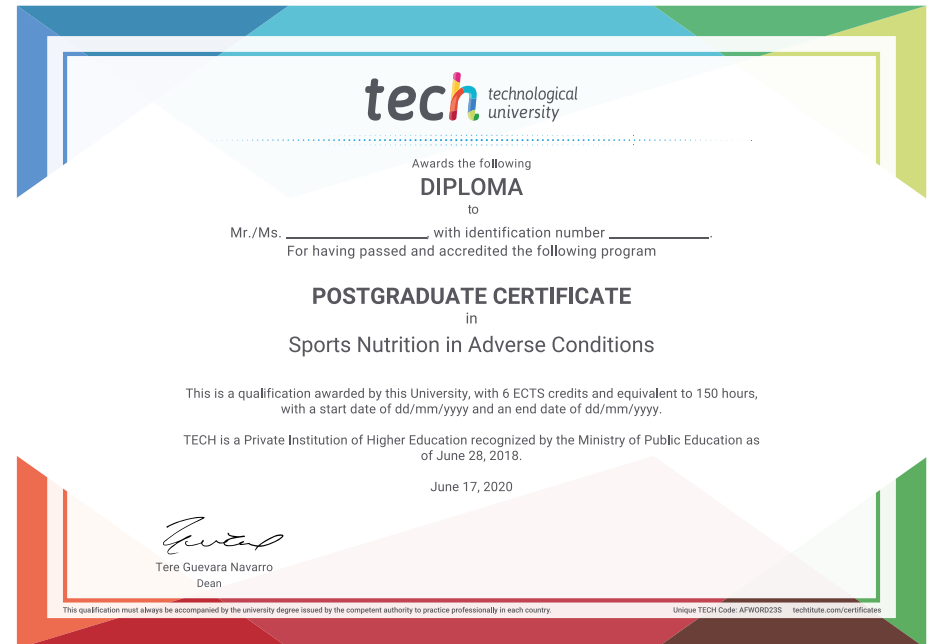 tech technological
university
Awards the following
DIPLOMA
to
Mr./Ms. ____________, with identification number ____________.
For having passed and accredited the following program
POSTGRADUATE CERTIFICATE
in
Sports Nutrition in Adverse Conditions
This is a qualification awarded by this University, with 6 ECTS credits and equivalent to 150 hours,
with a start date of dd/mm/yyyy and an end date of dd/mm/yyyy.
TECH is a Private Institution of Higher Education recognized by the Ministry of Public Education as
of June 28, 2018.
June 17, 2020
Tere Guevara Navarro
Dean
This qualification must always be accompanied by the university degree issued by the competent authority to practice professionally in each country. Unique TECH Code: AFWORD23S techtitute.com/certificates